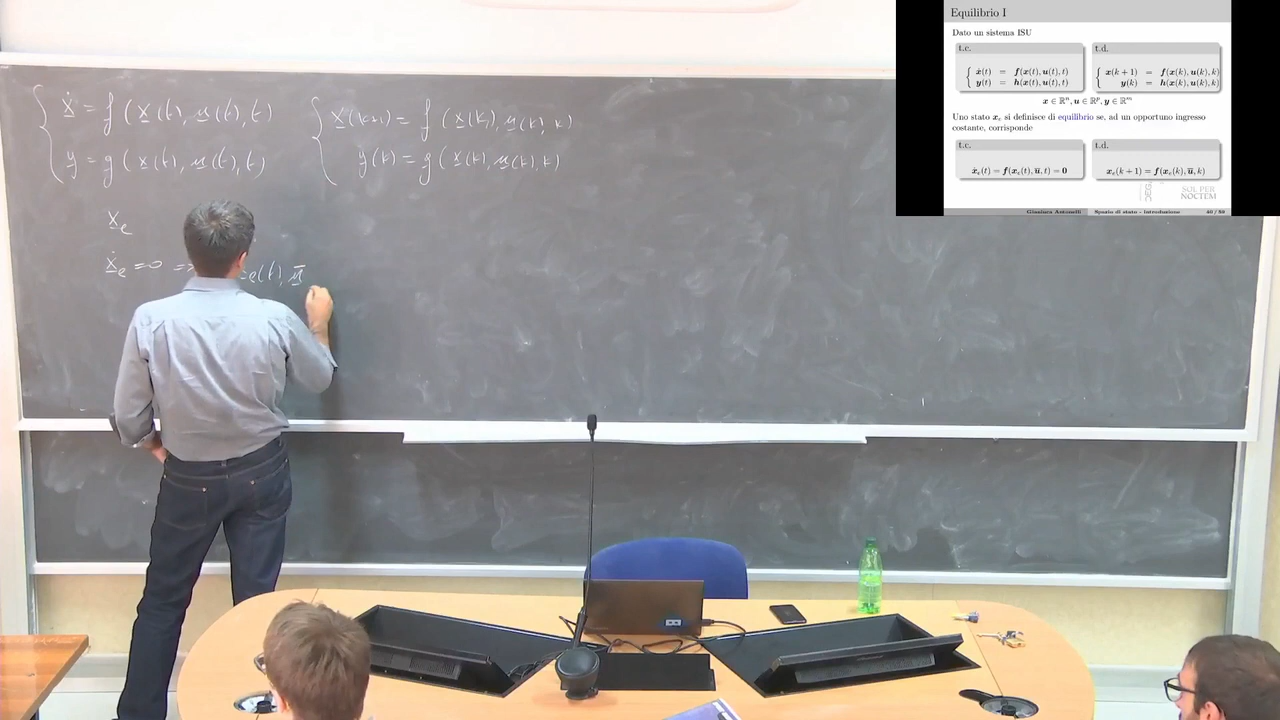 ẋ = f(x(t), u(t), t)
y = g(x(t), u(t), t)
x(k+1) = f(x(k), u(k), k)
y(k) = g(x(k), u(k), k)
xₑ
ẋₑ = 0 =>
e(t), ū
Equilibrio I
Dato un sistema ISU
t.c.
ẋ(t) = f(x(t), u(t), t)
y(t) = h(x(t), u(t), t)
t.d.
x(k + 1) = f(x(k), u(k), k)
y(k) = h(x(k), u(k), k)
x ∈ ℝⁿ, u ∈ ℝᵖ, y ∈ ℝᵐ
Uno stato xₑ si definisce di equilibrio se, ad un opportuno ingresso
costante, corrisponde
t.c.
ẋₑ(t) = f(xₑ(t), ū, t) = 0
t.d.
xₑ(k + 1) = f(xₑ(k), ū, k)
SOL PER
NOCTEM
Gianluca Antonelli Spazio di stato - introduzione 40 / 59